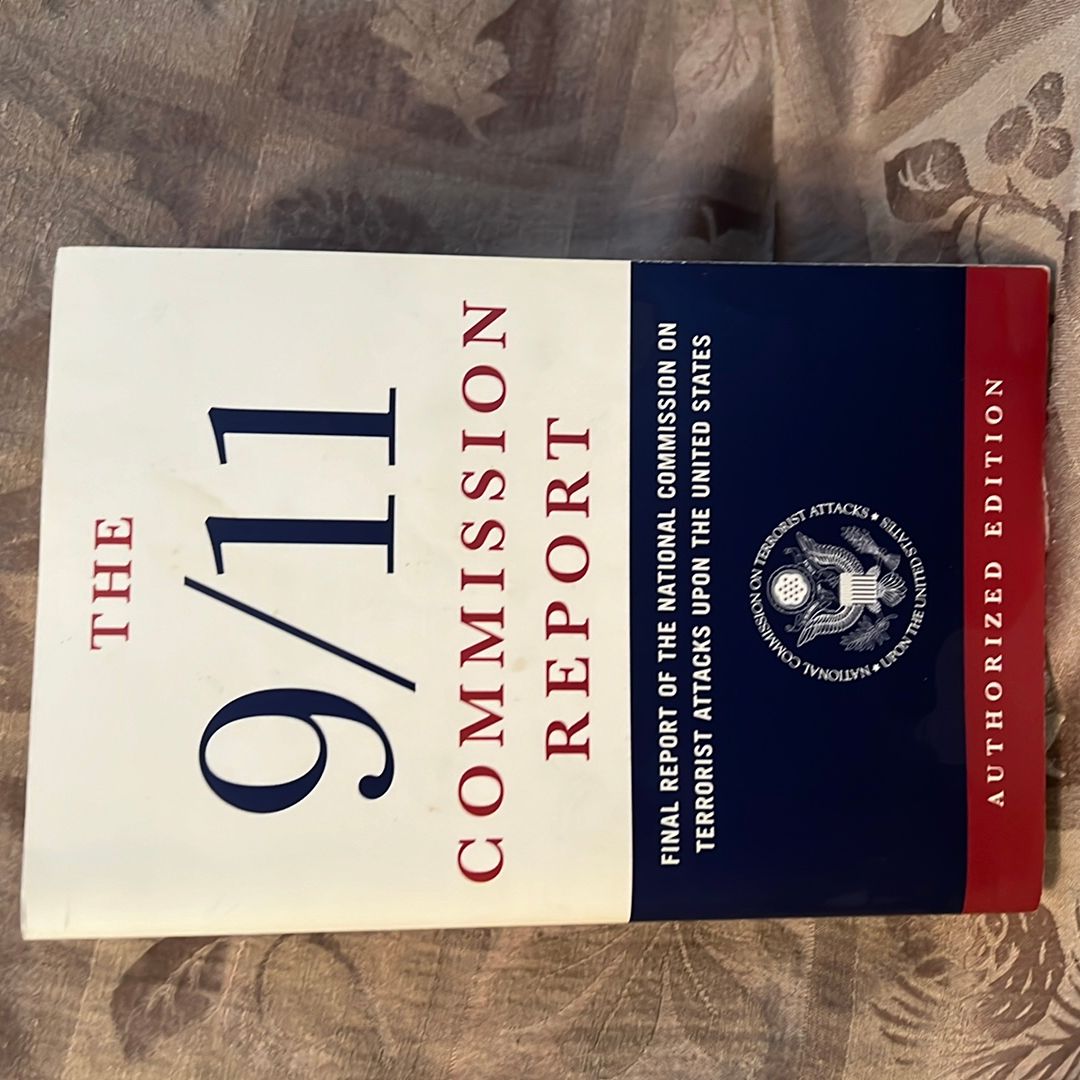 THE
9/11
COMMISSION
REPORT
FINAL REPORT OF THE NATIONAL COMMISSION ON
TERRORIST ATTACKS UPON THE UNITED STATES
NATIONAL COMMISSION ON TERRORIST ATTACKS ★ UPON THE UNITED STATES ★
AUTHORIZED EDITION